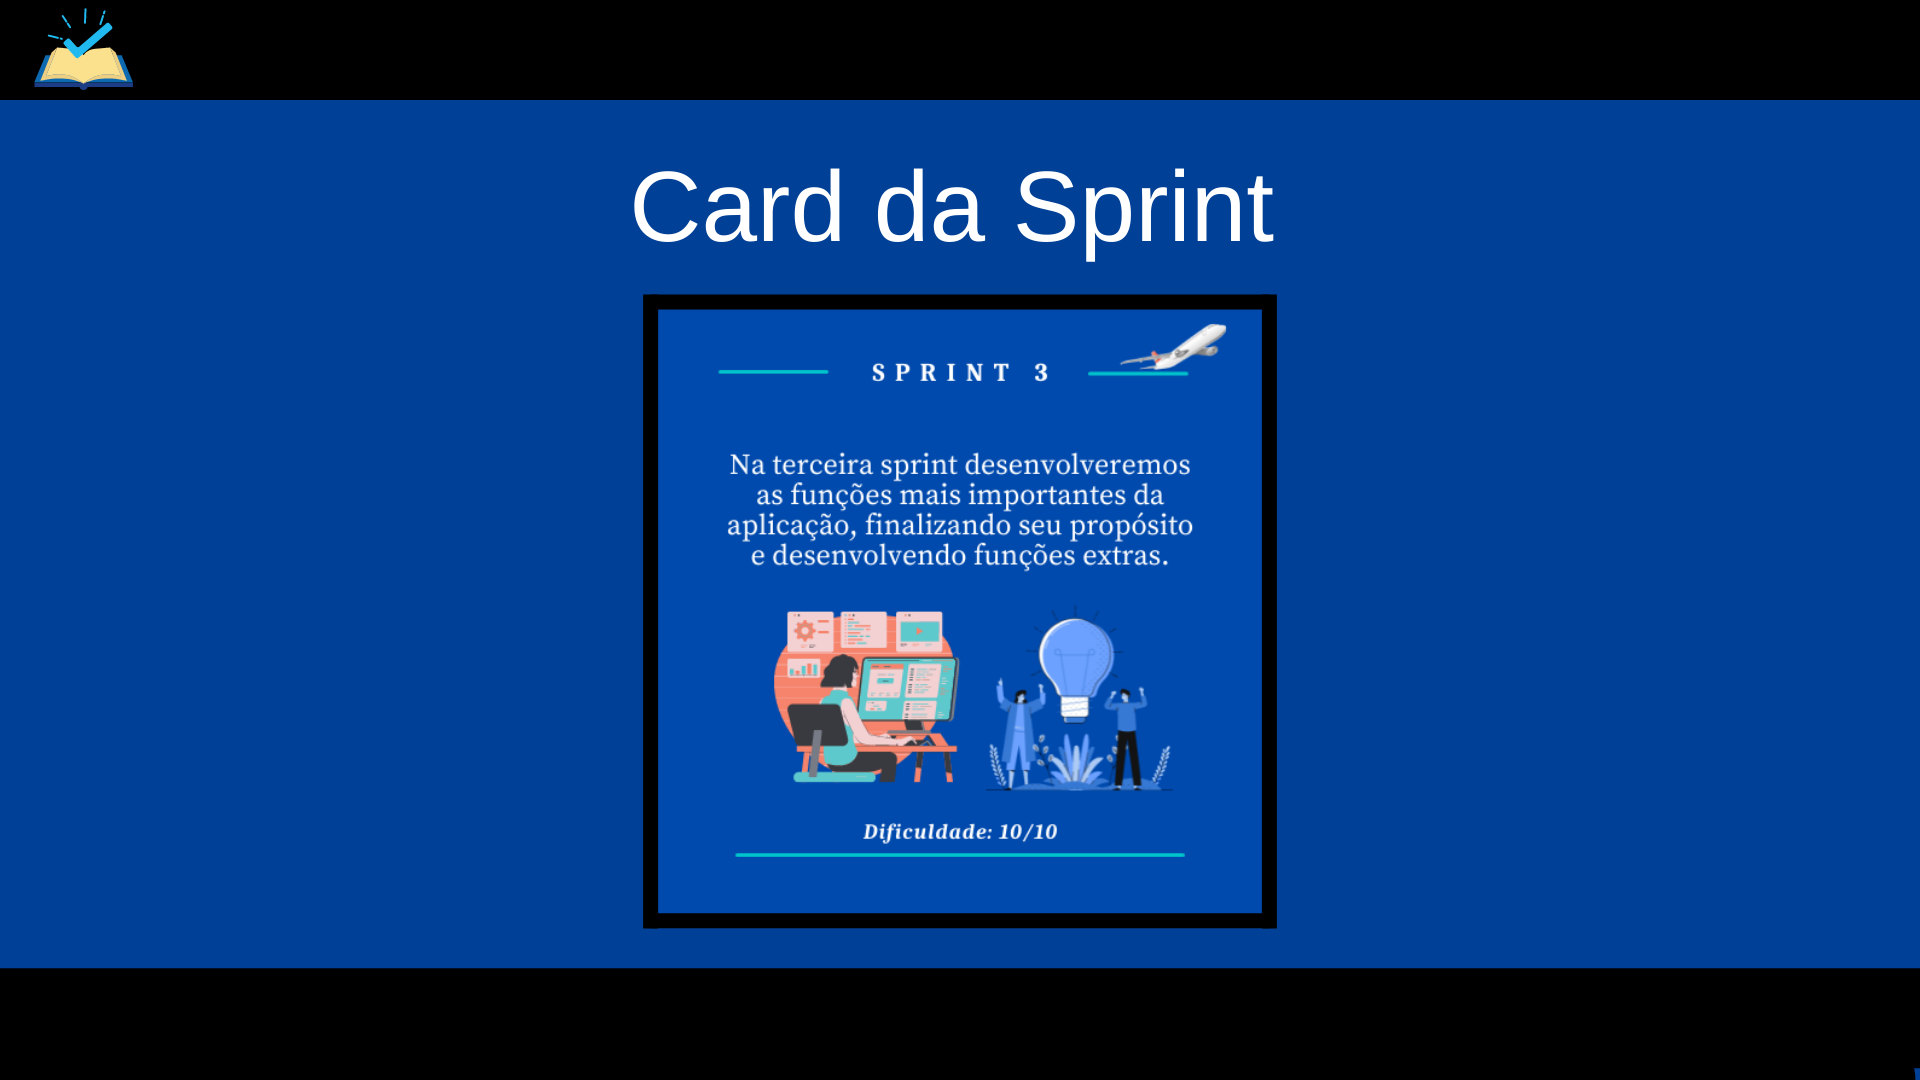 Card da Sprint
SPRINT 3
Na terceira sprint desenvolveremos
as funções mais importantes da
aplicação, finalizando seu propósito
e desenvolvendo funções extras.
Dificuldade: 10/10